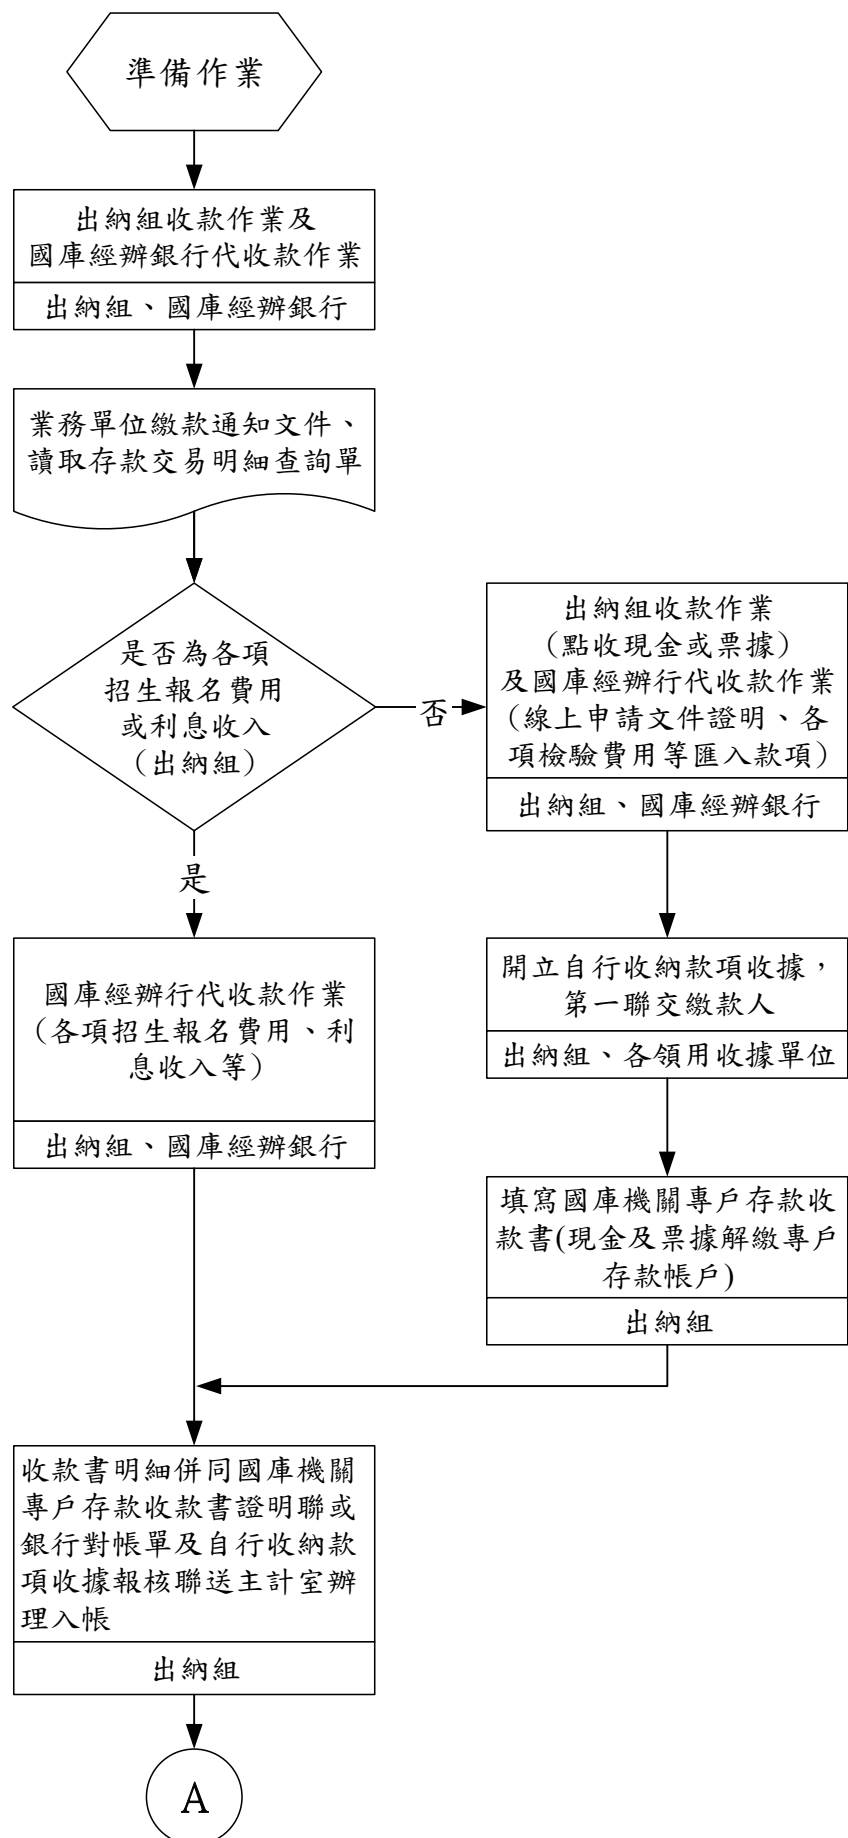 準備作業
出納組收款作業及
國庫經辦銀行代收款作業
出納組、國庫經辦銀行
業務單位繳款通知文件、
讀取存款交易明細查詢單
是否為各項
招生報名費用
或利息收入
（出納組）
否
出納組收款作業
（點收現金或票據）
及國庫經辦行代收款作業
（線上申請文件證明、各
項檢驗費用等匯入款項）
出納組、國庫經辦銀行
是
國庫經辦行代收款作業
（各項招生報名費用、利
息收入等）
出納組、國庫經辦銀行
開立自行收納款項收據，
第一聯交繳款人
出納組、各領用收據單位
填寫國庫機關專戶存款收
款書(現金及票據解繳專戶
存款帳戶)
出納組
收款書明細併同國庫機關
專戶存款收款書證明聯或
銀行對帳單及自行收納款
項收據報核聯送主計室辦
理入帳
出納組
A